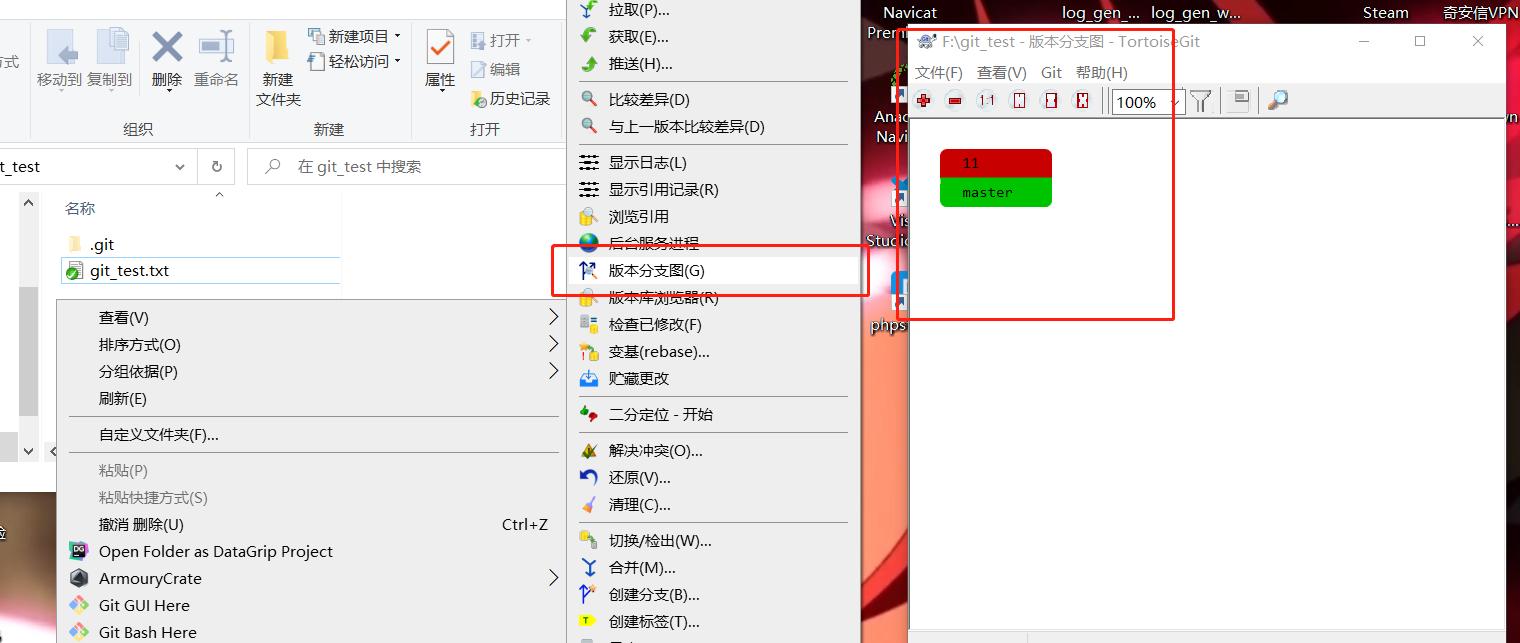 方式
移动到
复制到
删除
重命名
组织
新建
文件夹
新建项目
轻松访问
新建
属性
打开
编辑
历史记录
打开
t_test
在 git_test 中搜索
名称
.git
git_test.txt
查看(V)
排序方式(O)
分组依据(P)
刷新(E)
自定义文件夹(F)...
粘贴(P)
粘贴快捷方式(S)
撤消 删除(U) Ctrl+Z
Open Folder as DataGrip Project
ArmouryCrate
Git GUI Here
Git Bash Here
拉取(P)...
获取(E)...
推送(H)...
比较差异(D)
与上一版本比较差异(D)
显示日志(L)
显示引用记录(R)
浏览引用
后台服务进程
版本分支图(G)
版本库浏览器(R)
检查已修改(F)
变基(rebase)...
贮藏更改
二分定位 - 开始
解决冲突(O)...
还原(V)...
清理(C)...
切换/检出(W)...
合并(M)...
创建分支(B)...
创建标签(T)...
Navicat
Prem
log_gen_...
log_gen_w...
Steam
奇安信VPN
Anac
Navi
Vis
Studio
phps
F:\git_test - 版本分支图 - TortoiseGit
文件(F) 查看(V) Git 帮助(H)
1:1
100%
11
master